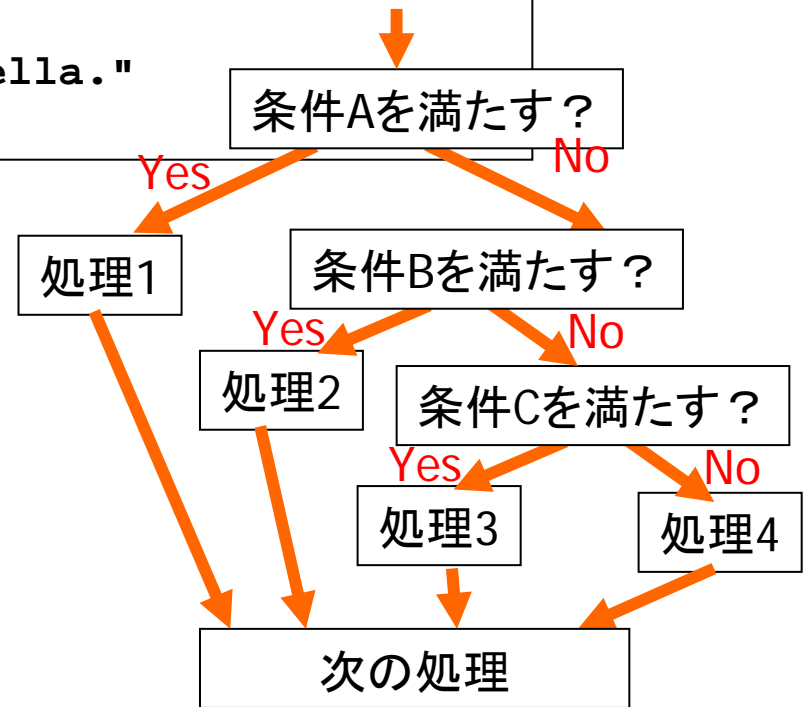 ella."
条件Aを満たす？
Yes
No
処理1
条件Bを満たす？
Yes
No
処理2
条件Cを満たす？
Yes
No
処理3
処理4
次の処理